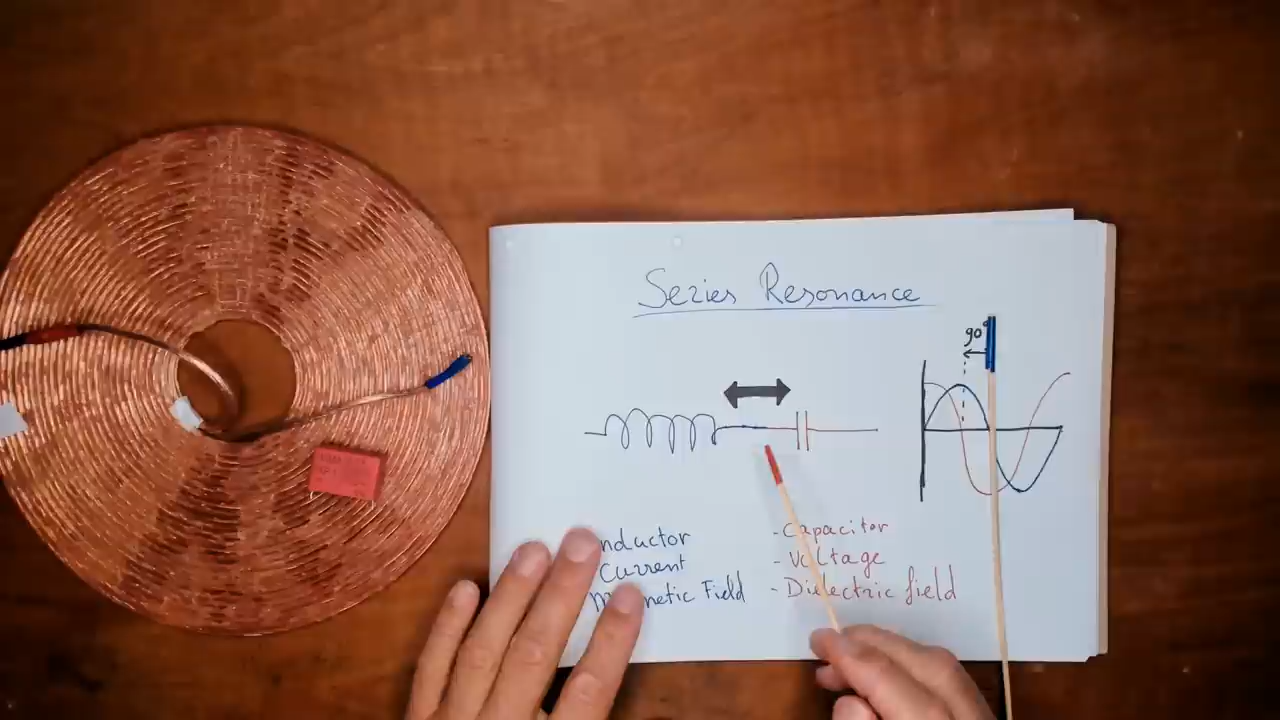 Series Resonance
90°
nductor
Current
netic Field
- Capacitor
- Voltage
- Dielectric field